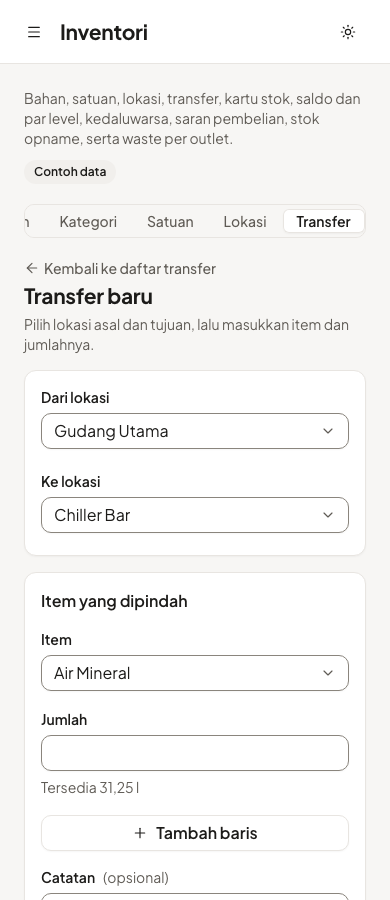 Inventori
Bahan, satuan, lokasi, transfer, kartu stok, saldo dan
par level, kedaluwarsa, saran pembelian, stok
opname, serta waste per outlet.
Contoh data
Kategori Satuan Lokasi Transfer
Kembali ke daftar transfer
Transfer baru
Pilih lokasi asal dan tujuan, lalu masukkan item dan
jumlahnya.
Dari lokasi
Gudang Utama
Ke lokasi
Chiller Bar
Item yang dipindah
Item
Air Mineral
Jumlah
Tersedia 31,25 l
Tambah baris
Catatan (opsional)